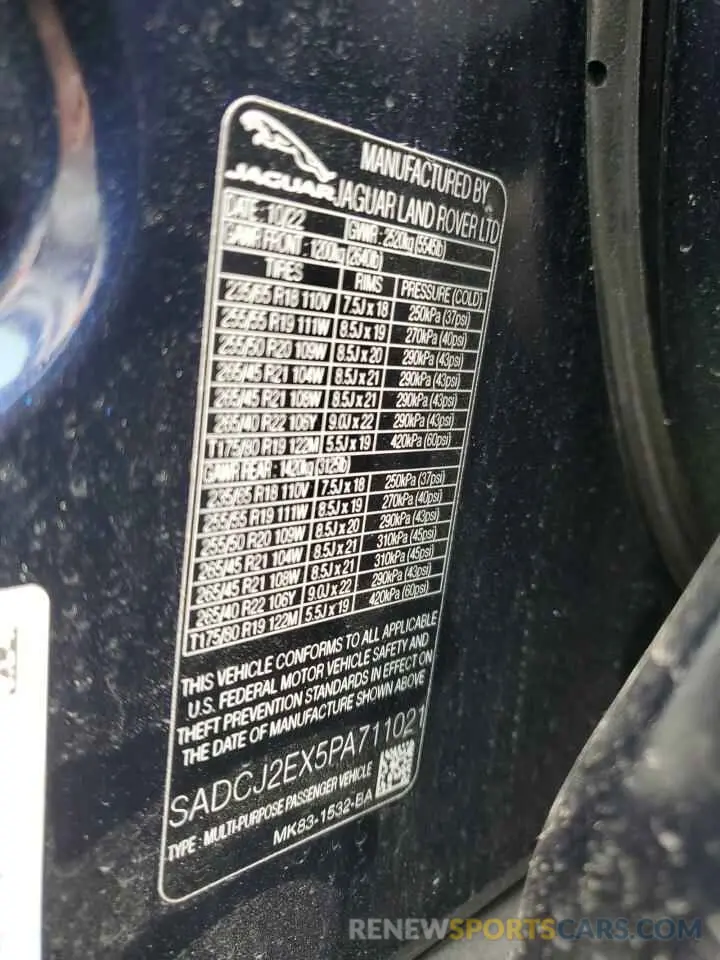 JAGUAR
MANUFACTURED BY
JAGUAR LAND ROVER LTD
DATE: 10/22 GVWR: 2520kg (5545lb)
GAWR FRONT: 1200kg (2640lb)
TIRES RIMS PRESSURE (COLD)
235/65 R18 110V 7.5J x 18 250kPa (37psi)
255/55 R19 111W 8.5J x 19 270kPa (40psi)
255/50 R20 109W 8.5J x 20 290kPa (43psi)
265/45 R21 104W 8.5J x 21 290kPa (43psi)
265/45 R21 108W 8.5J x 21 290kPa (43psi)
265/40 R22 106Y 9.0J x 22 290kPa (43psi)
T175/80 R19 122M 5.5J x 19 420kPa (60psi)
GAWR REAR: 1420kg (3125lb)
235/65 R18 110V 7.5J x 18 250kPa (37psi)
255/55 R19 111W 8.5J x 19 270kPa (40psi)
255/50 R20 109W 8.5J x 20 290kPa (43psi)
265/45 R21 104W 8.5J x 21 310kPa (45psi)
265/45 R21 108W 8.5J x 21 310kPa (45psi)
265/40 R22 106Y 9.0J x 22 290kPa (43psi)
T175/80 R19 122M 5.5J x 19 420kPa (60psi)
THIS VEHICLE CONFORMS TO ALL APPLICABLE
U.S. FEDERAL MOTOR VEHICLE SAFETY AND
THEFT PREVENTION STANDARDS IN EFFECT ON
THE DATE OF MANUFACTURE SHOWN ABOVE
SADCJ2EX5PA711021
TYPE: MULTI-PURPOSE PASSENGER VEHICLE
MK83-1532-BA
RENEWSPORTSCARS.COM